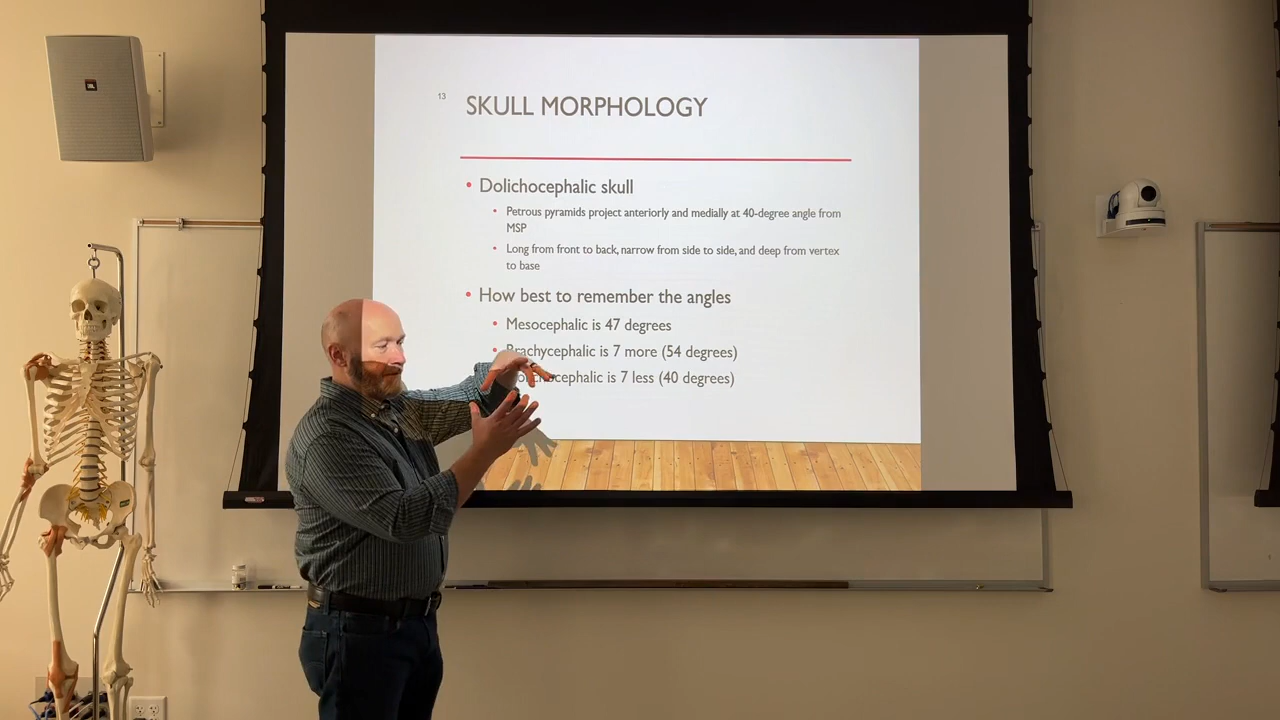 JBL
13
SKULL MORPHOLOGY
• Dolichocephalic skull
• Petrous pyramids project anteriorly and medially at 40-degree angle from
MSP
• Long from front to back, narrow from side to side, and deep from vertex
to base
• How best to remember the angles
• Mesocephalic is 47 degrees
• Brachycephalic is 7 more (54 degrees)
is 7 less (40 degrees)